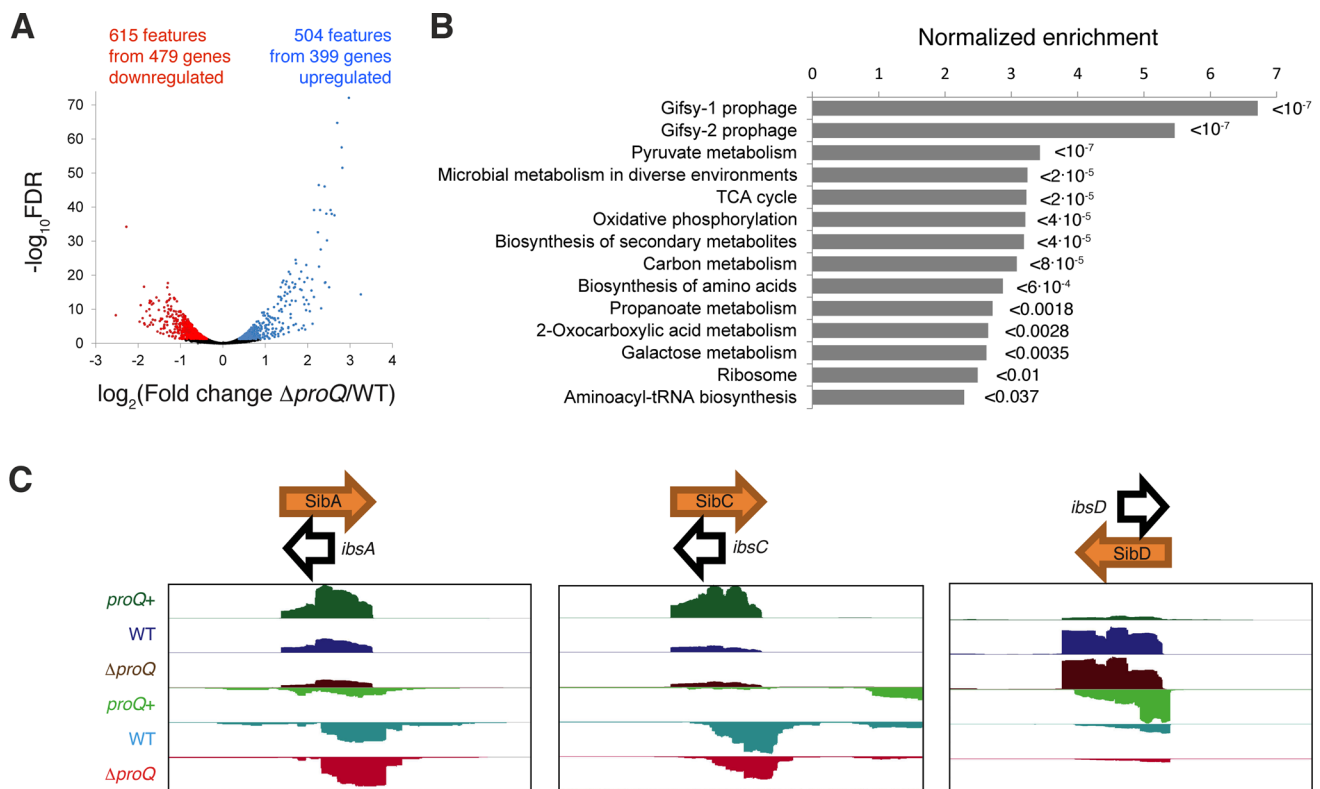 A
615 features
from 479 genes
downregulated
504 features
from 399 genes
upregulated
-log10FDR
70
60
50
40
30
20
10
0
-3 -2 -1 0 1 2 3 4
log2(Fold change ΔproQ/WT)
B
Normalized enrichment
0 1 2 3 4 5 6 7
Gifsy-1 prophage <10-7
Gifsy-2 prophage <10-7
Pyruvate metabolism <10-7
Microbial metabolism in diverse environments <2·10-5
TCA cycle <2·10-5
Oxidative phosphorylation <4·10-5
Biosynthesis of secondary metabolites <4·10-5
Carbon metabolism <8·10-5
Biosynthesis of amino acids <6·10-4
Propanoate metabolism <0.0018
2-Oxocarboxylic acid metabolism <0.0028
Galactose metabolism <0.0035
Ribosome <0.01
Aminoacyl-tRNA biosynthesis <0.037
C
SibA
ibsA
SibC
ibsC
ibsD
SibD
proQ+
WT
ΔproQ
proQ+
WT
ΔproQ